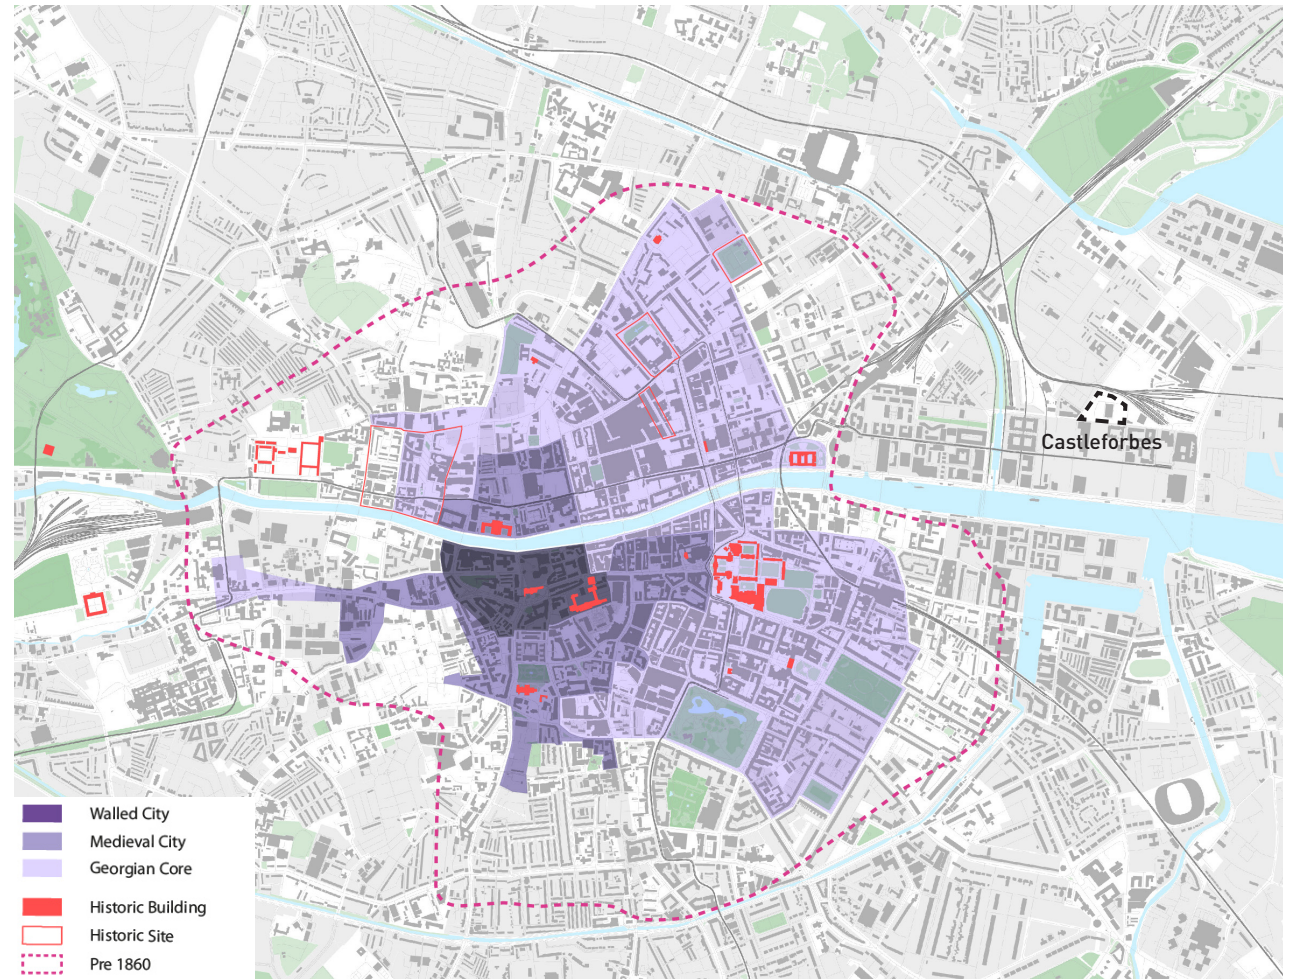 Castleforbes
Walled City
Medieval City
Georgian Core
Historic Building
Historic Site
Pre 1860